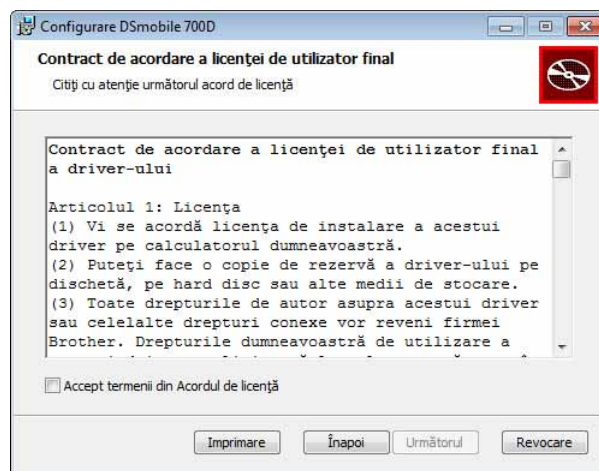 Configurare DSmobile 700D
Contract de acordare a licenţei de utilizator final
Citiţi cu atenţie următorul acord de licenţă
Contract de acordare a licenţei de utilizator final
a driver-ului
Articolul 1: Licenţa
(1) Vi se acordă licenţa de instalare a acestui
driver pe calculatorul dumneavoastră.
(2) Puteţi face o copie de rezervă a driver-ului pe
dischetă, pe hard disc sau alte medii de stocare.
(3) Toate drepturile de autor asupra acestui driver
sau celelalte drepturi conexe vor reveni firmei
Brother. Drepturile dumneavoastră de utilizare a
Accept termenii din Acordul de licenţă
Imprimare
Înapoi
Următorul
Revocare